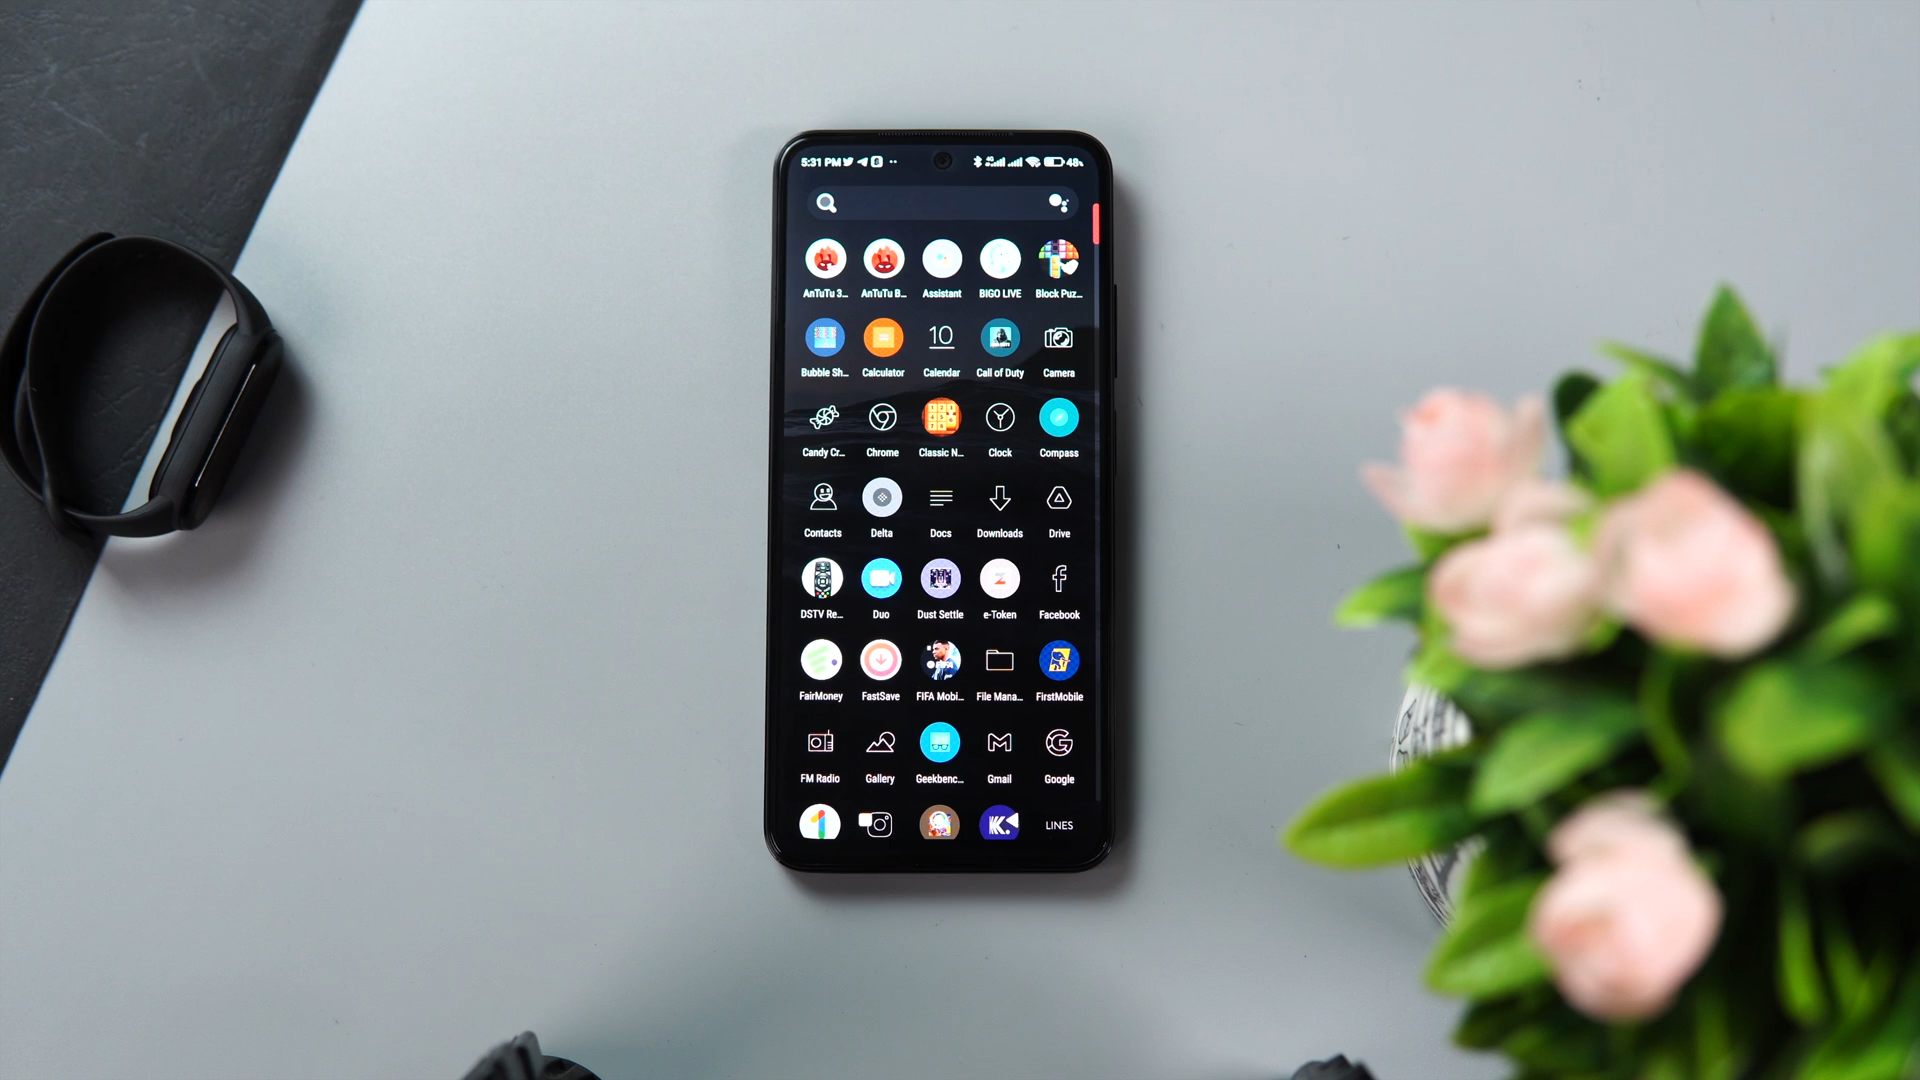 5:31 PM 48%
AnTuTu 3... AnTuTu B... Assistant BIGO LIVE Block Puz...
10
Bubble Sh... Calculator Calendar Call of Duty Camera
Candy Cr... Chrome Classic N... Clock Compass
Contacts Delta Docs Downloads Drive
DSTV Re... Duo Dust Settle e-Token Facebook
FairMoney FastSave FIFA Mobi... File Mana... FirstMobile
FM Radio Gallery Geekbenc... Gmail Google
LINES